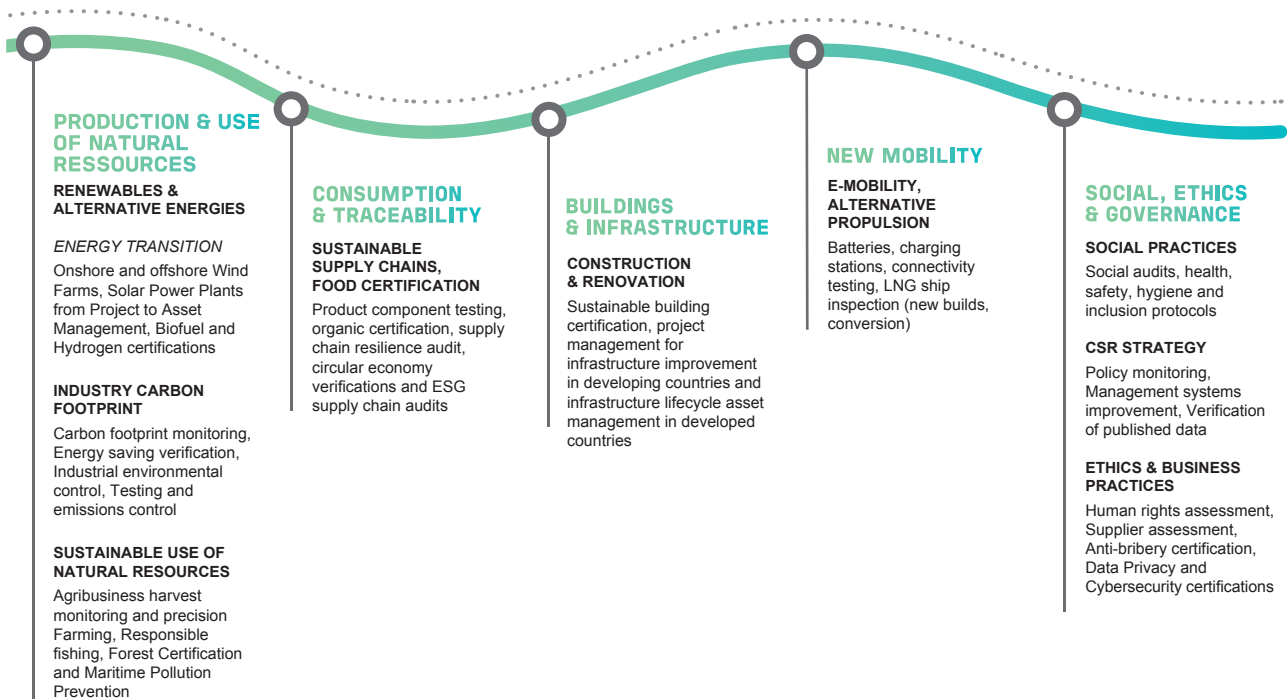 PRODUCTION & USE
OF NATURAL
RESSOURCES
RENEWABLES &
ALTERNATIVE ENERGIES
ENERGY TRANSITION
Onshore and offshore Wind
Farms, Solar Power Plants
from Project to Asset
Management, Biofuel and
Hydrogen certifications
INDUSTRY CARBON
FOOTPRINT
Carbon footprint monitoring,
Energy saving verification,
Industrial environmental
control, Testing and
emissions control
SUSTAINABLE USE OF
NATURAL RESOURCES
Agribusiness harvest
monitoring and precision
Farming, Responsible
fishing, Forest Certification
and Maritime Pollution
Prevention
CONSUMPTION
& TRACEABILITY
SUSTAINABLE
SUPPLY CHAINS,
FOOD CERTIFICATION
Product component testing,
organic certification, supply
chain resilience audit,
circular economy
verifications and ESG
supply chain audits
BUILDINGS
& INFRASTRUCTURE
CONSTRUCTION
& RENOVATION
Sustainable building
certification, project
management for
infrastructure improvement
in developing countries and
infrastructure lifecycle asset
management in developed
countries
NEW MOBILITY
E-MOBILITY,
ALTERNATIVE
PROPULSION
Batteries, charging
stations, connectivity
testing, LNG ship
inspection (new builds,
conversion)
SOCIAL, ETHICS
& GOVERNANCE
SOCIAL PRACTICES
Social audits, health,
safety, hygiene and
inclusion protocols
CSR STRATEGY
Policy monitoring,
Management systems
improvement, Verification
of published data
ETHICS & BUSINESS
PRACTICES
Human rights assessment,
Supplier assessment,
Anti-bribery certification,
Data Privacy and
Cybersecurity certifications